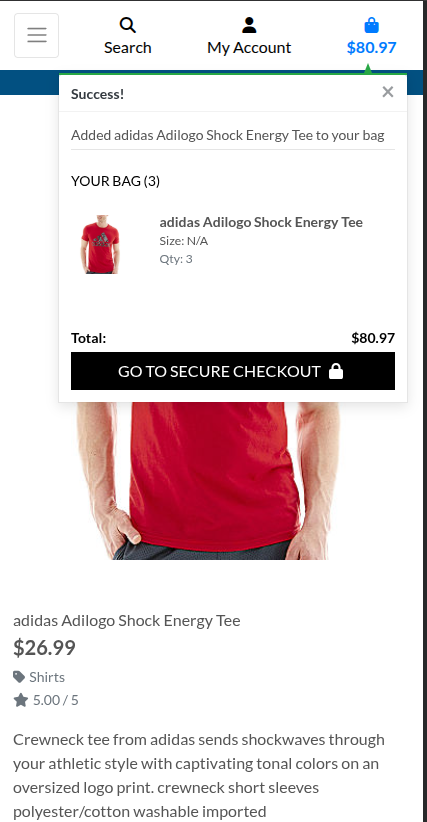 Search
My Account
$80.97
Success!
×
Added adidas Adilogo Shock Energy Tee to your bag
YOUR BAG (3)
adidas Adilogo Shock Energy Tee
Size: N/A
Qty: 3
Total:
$80.97
GO TO SECURE CHECKOUT
adidas Adilogo Shock Energy Tee
$26.99
Shirts
5.00 / 5
Crewneck tee from adidas sends shockwaves through
your athletic style with captivating tonal colors on an
oversized logo print. crewneck short sleeves
polyester/cotton washable imported